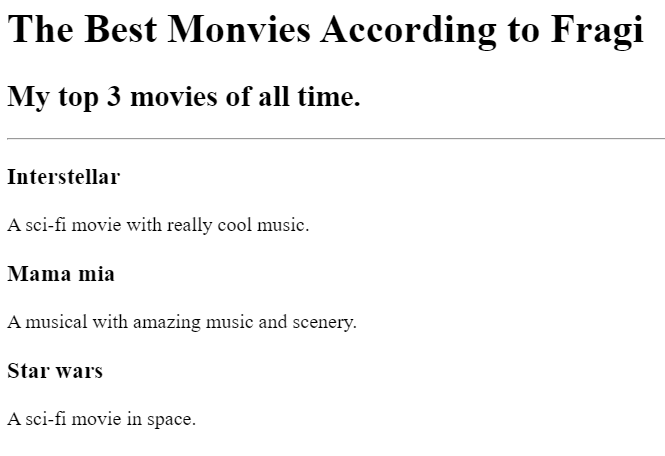 The Best Monvies According to Fragi
My top 3 movies of all time.
Interstellar
A sci-fi movie with really cool music.
Mama mia
A musical with amazing music and scenery.
Star wars
A sci-fi movie in space.